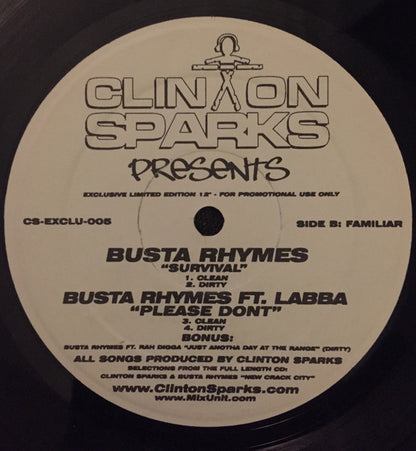 CLINTON
SPARKS
PRESENTS
EXCLUSIVE LIMITED EDITION 12" - FOR PROMOTIONAL USE ONLY
CS-EXCLU-005
SIDE B: FAMILIAR
BUSTA RHYMES
"SURVIVAL"
1. CLEAN
2. DIRTY
BUSTA RHYMES FT. LABBA
"PLEASE DONT"
3. CLEAN
4. DIRTY
BONUS:
BUSTA RHYMES FT. RAH DIGGA "JUST ANOTHA DAY AT THE RANGE" (DIRTY)
ALL SONGS PRODUCED BY CLINTON SPARKS
SELECTIONS FROM THE FULL LENGTH CD:
CLINTON SPARKS & BUSTA RHYMES "NEW CRACK CITY"
www.ClintonSparks.com
www.MixUnit.com